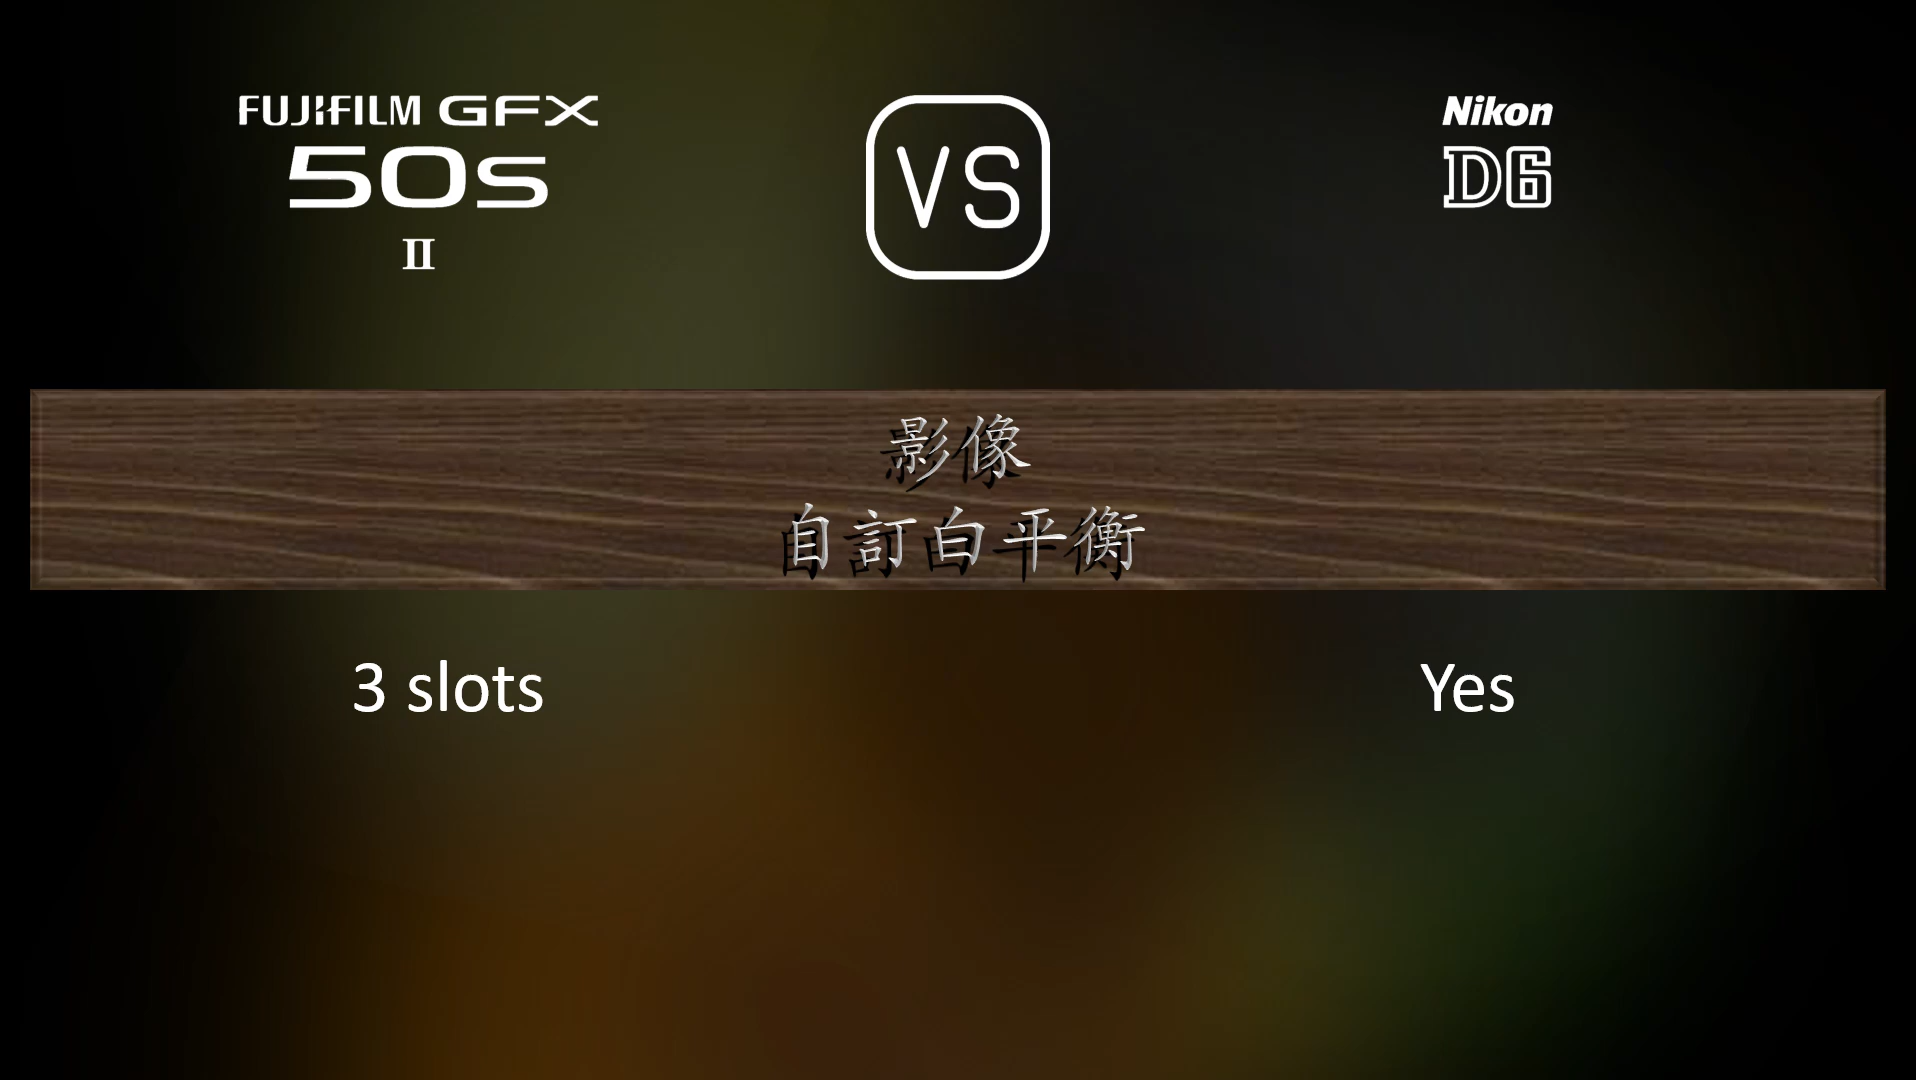 FUJIFILM GFX
50S
II
VS
Nikon
D6
影像
自訂白平衡
3 slots
Yes